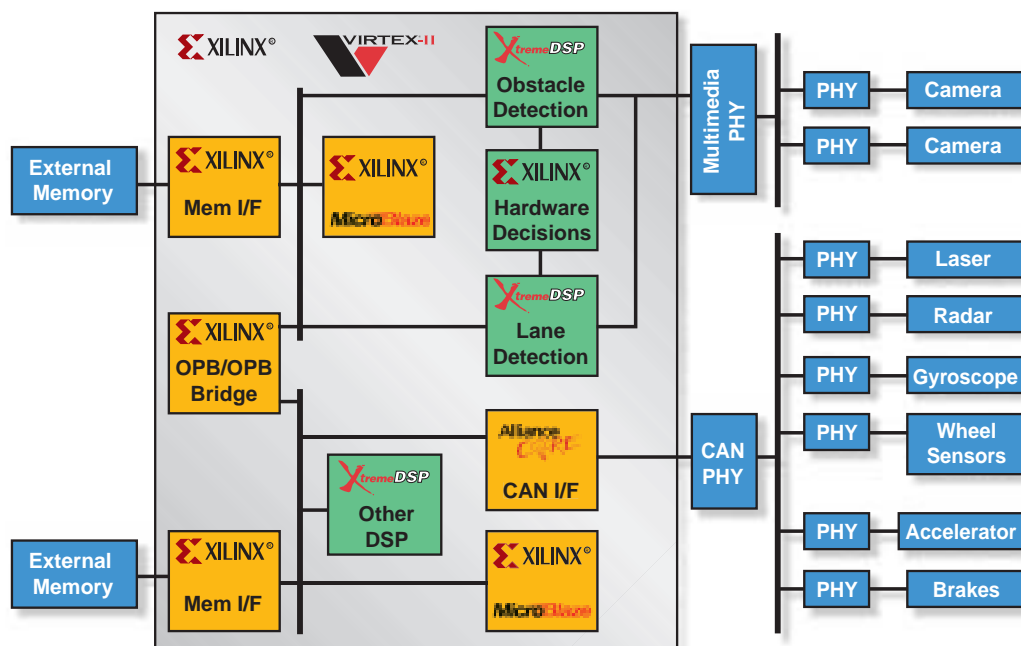 XILINX®
VIRTEX-II
XtremeDSP
Obstacle
Detection
Multimedia
PHY
PHY
Camera
PHY
Camera
External
Memory
XILINX®
Mem I/F
XILINX®
MicroBlaze
XILINX®
Hardware
Decisions
XtremeDSP
Lane
Detection
XILINX®
OPB/OPB
Bridge
PHY
Laser
PHY
Radar
PHY
Gyroscope
PHY
Wheel
Sensors
Alliance
CORE
CAN I/F
CAN
PHY
XtremeDSP
Other
DSP
PHY
Accelerator
External
Memory
XILINX®
Mem I/F
XILINX®
MicroBlaze
PHY
Brakes